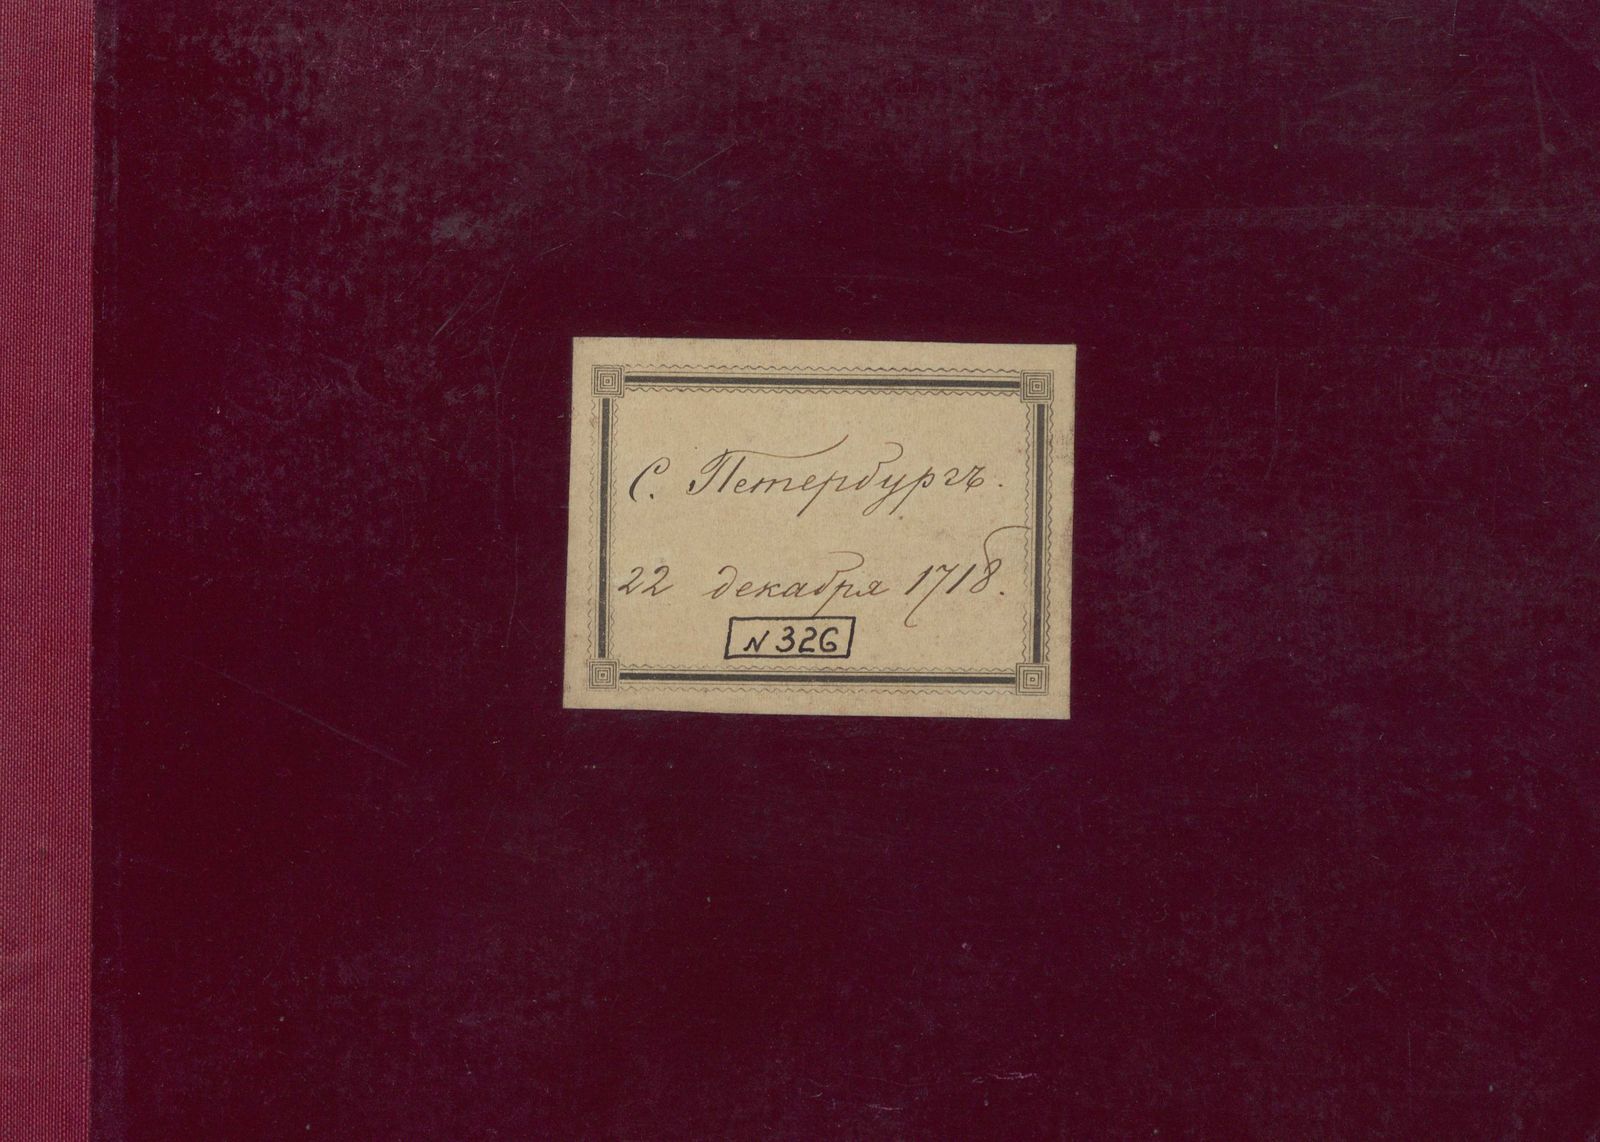 С. Петербургъ.
22 декабря 1718.
N 326